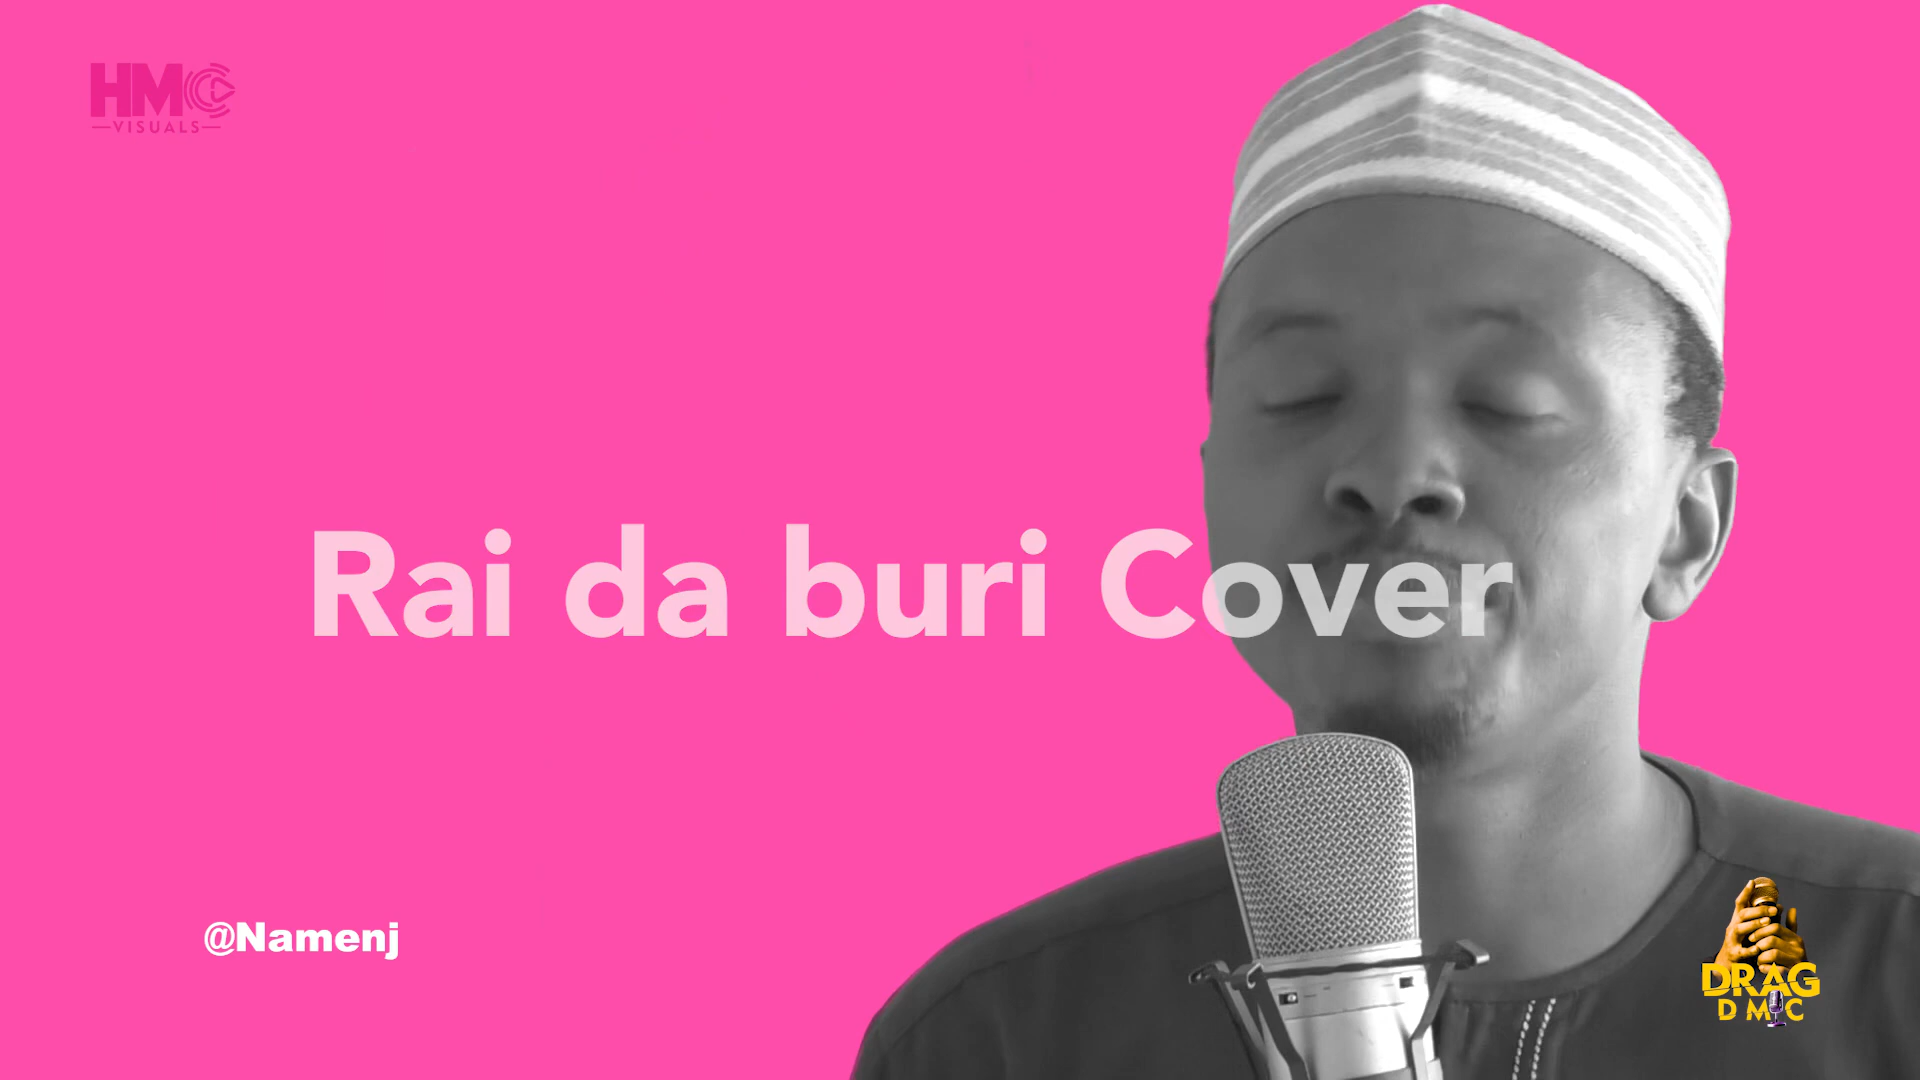 HMC
VISUALS
Rai da buri Cover
@Namenj
DRAG
D MIC